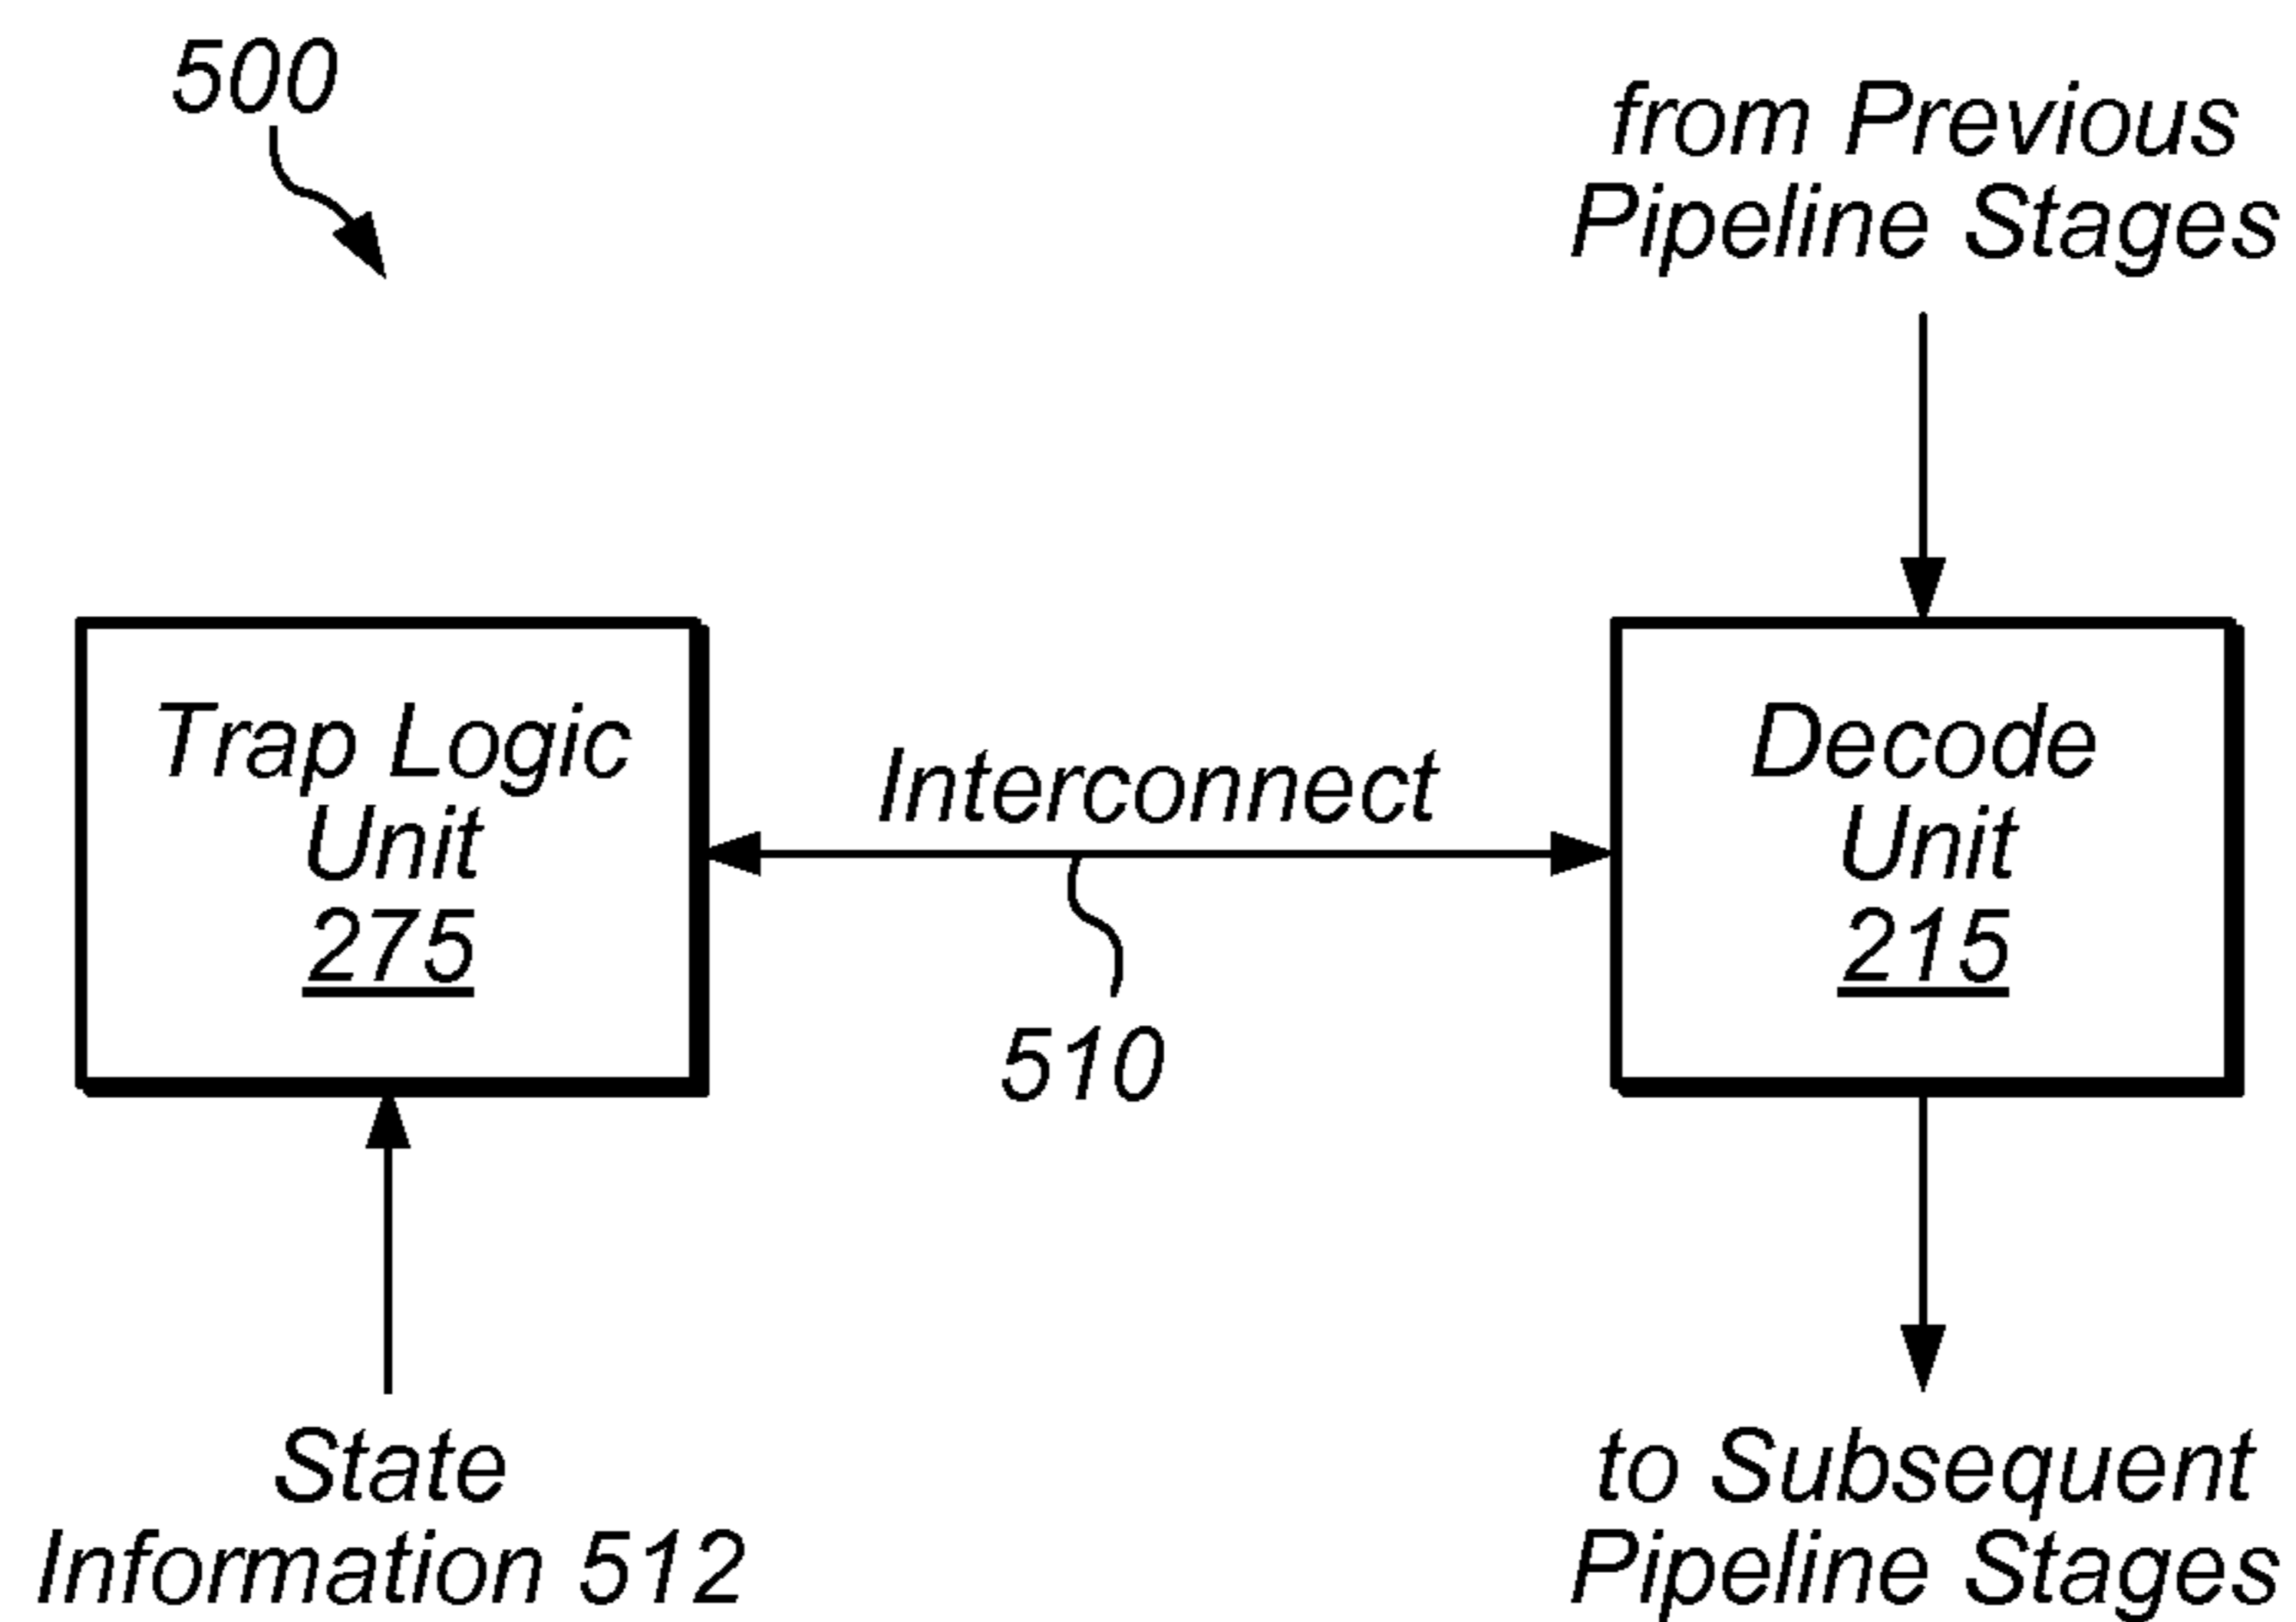 500
from Previous
Pipeline Stages
Trap Logic
Unit
275
Interconnect
510
Decode
Unit
215
State
Information 512
to Subsequent
Pipeline Stages